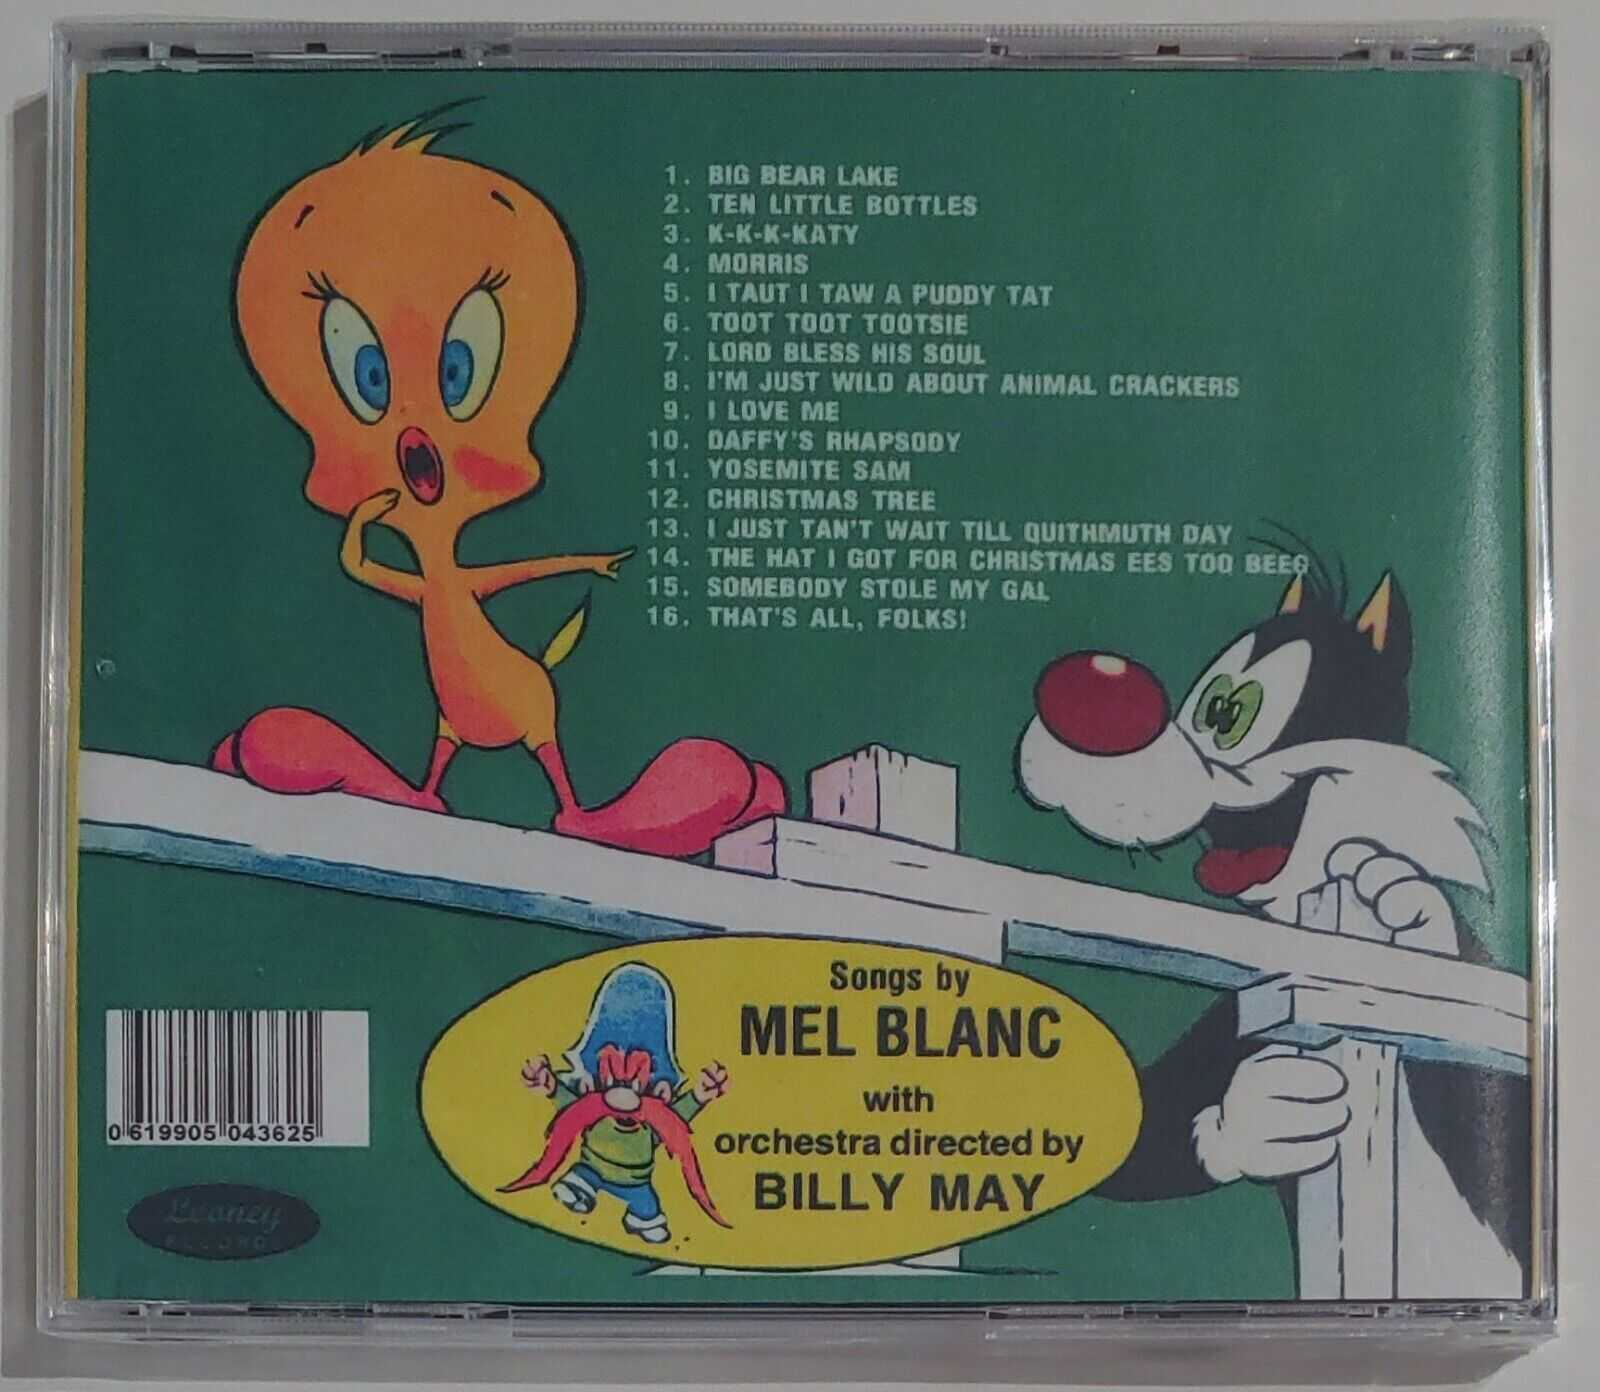 1. BIG BEAR LAKE
2. TEN LITTLE BOTTLES
3. K-K-K-KATY
4. MORRIS
5. I TAUT I TAW A PUDDY TAT
6. TOOT TOOT TOOTSIE
7. LORD BLESS HIS SOUL
8. I'M JUST WILD ABOUT ANIMAL CRACKERS
9. I LOVE ME
10. DAFFY'S RHAPSODY
11. YOSEMITE SAM
12. CHRISTMAS TREE
13. I JUST TAN'T WAIT TILL QUITHMUTH DAY
14. THE HAT I GOT FOR CHRISTMAS EES TOO BEEG
15. SOMEBODY STOLE MY GAL
16. THAT'S ALL, FOLKS!
Songs by
MEL BLANC
with
orchestra directed by
BILLY MAY
0 619905 043625
Looney
RECORD